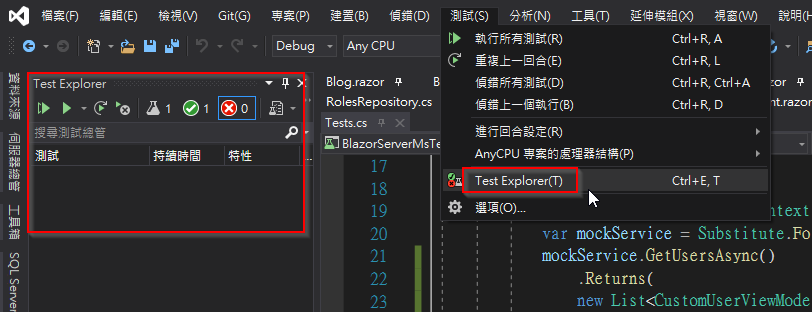 檔案(F) 編輯(E) 檢視(V) Git(G) 專案(P) 建置(B) 偵錯(D) 測試(S) 分析(N) 工具(T) 延伸模組(X) 視窗(W)
Debug Any CPU
資料來源
伺服器總管
工具箱
SQL Server
Test Explorer
1 1 0
搜尋測試總管
測試 持續時間 特性
Blog.razor
RolesRepository.cs
Tests.cs
BlazorServerMsTe
執行所有測試(R) Ctrl+R, A
重複上一回合(E) Ctrl+R, L
偵錯所有測試(D) Ctrl+R, Ctrl+A
偵錯上一個執行(B) Ctrl+R, D
進行回合設定(R)
AnyCPU 專案的處理器結構(P)
Test Explorer(T) Ctrl+E, T
選項(O)...
nt.razor
17
18
19 ontext
20 var mockService = Substitute.Fo
21 mockService.GetUsersAsync()
22 .Returns(
23 new List<CustomUserViewMode